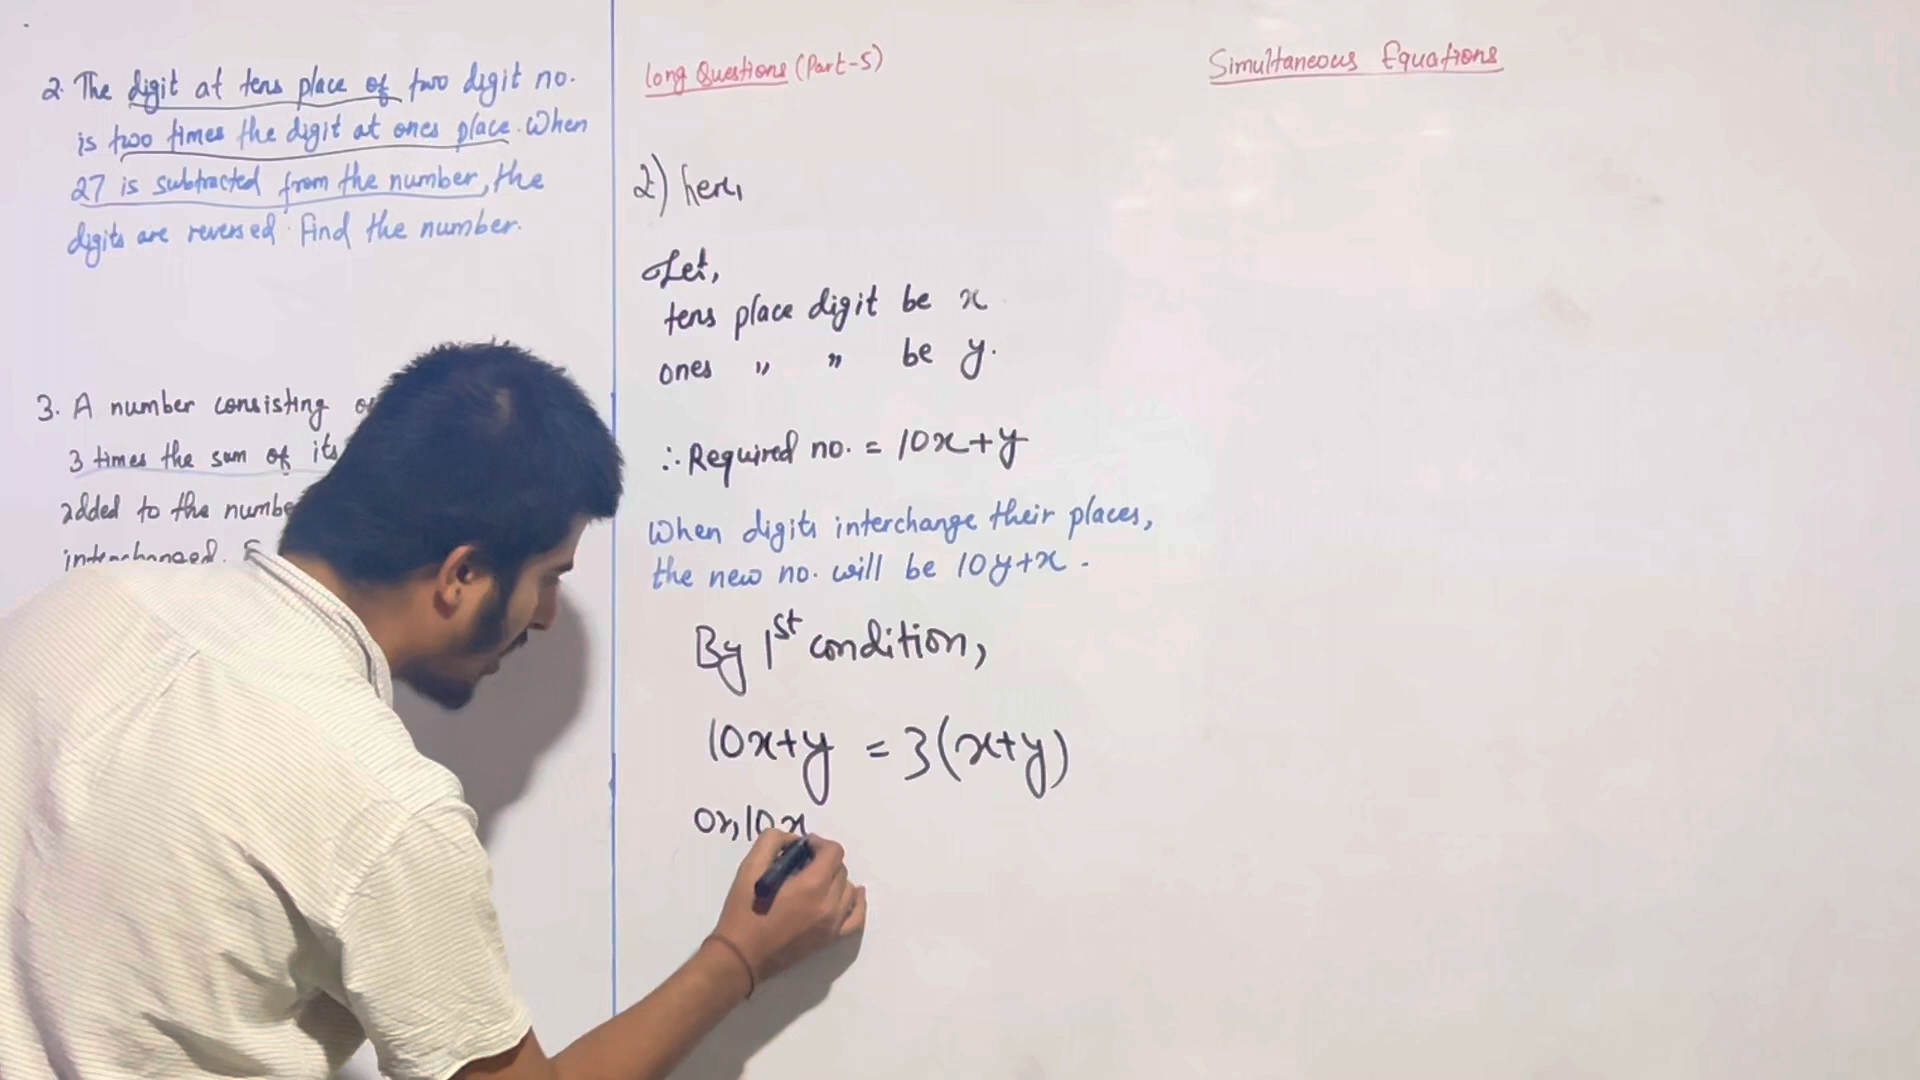 2. The digit at tens place of two digit no.
is two times the digit at ones place. When
27 is subtracted from the number, the
digits are reversed. Find the number.
3. A number consisting
3 times the sum of its
added to the
interchanged.
Long Questions (Part-5)
Simultaneous Equations
2) here,
Let,
tens place digit be x
ones " " be y.
∴ Required no. = 10x+y
When digits interchange their places,
the new no. will be 10y+x.
By 1st condition,
10x+y = 3(x+y)
or, 10x